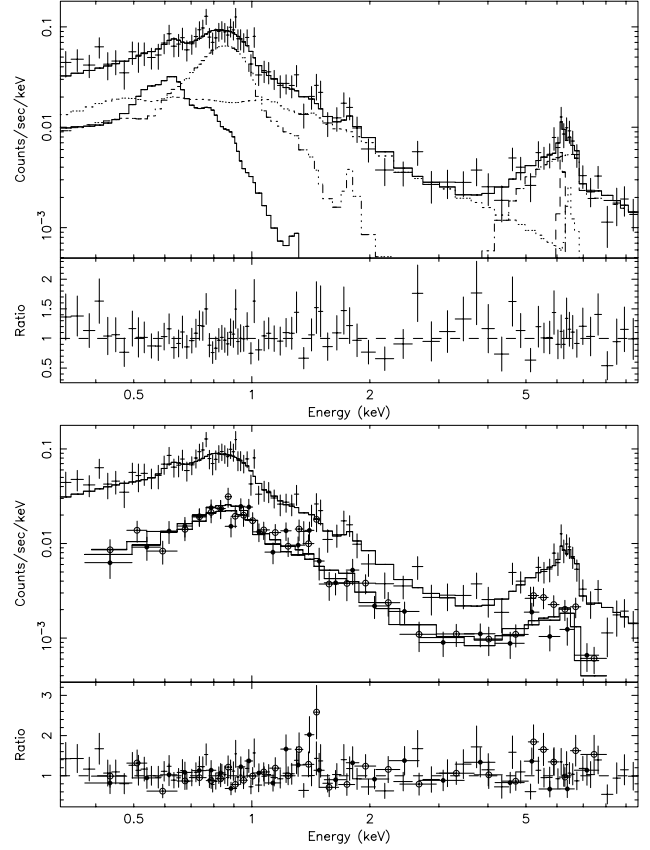 0.1
0.01
10⁻³
Counts/sec/keV
2
1.5
1
0.5
Ratio
0.5 1 2 5
Energy (keV)
0.1
0.01
10⁻³
Counts/sec/keV
3
2
1
Ratio
0.5 1 2 5
Energy (keV)